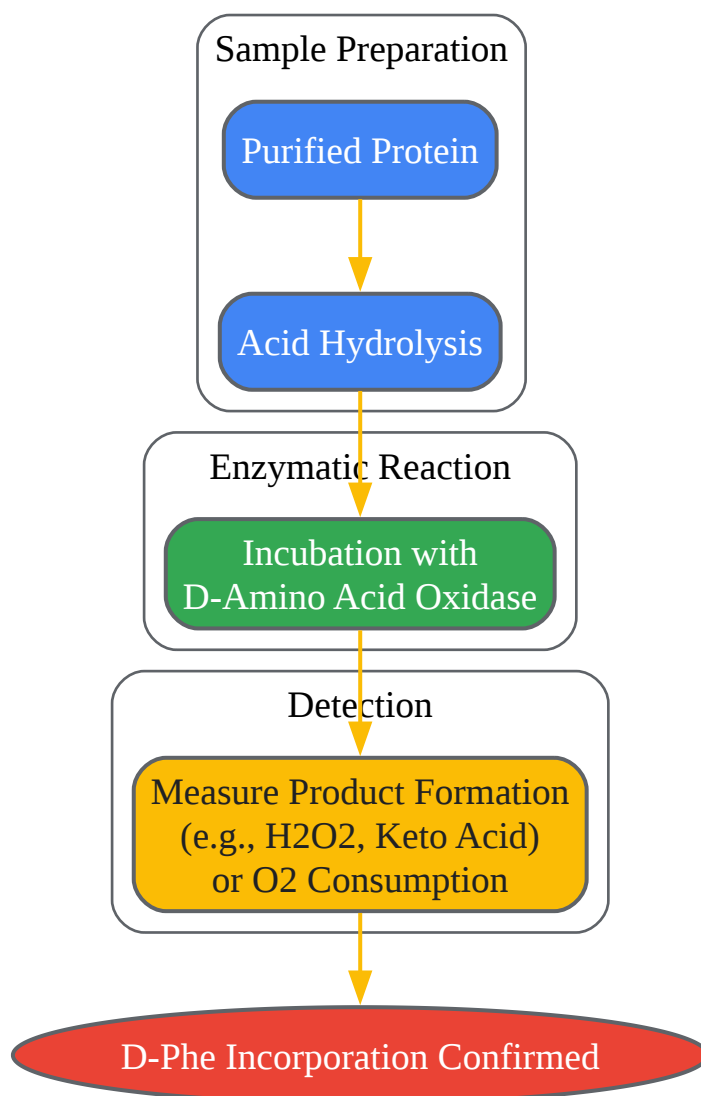 Sample Preparation
Purified Protein
Acid Hydrolysis
Enzymatic Reaction
Incubation with
D-Amino Acid Oxidase
Detection
Measure Product Formation
(e.g., H2O2, Keto Acid)
or O2 Consumption
D-Phe Incorporation Confirmed